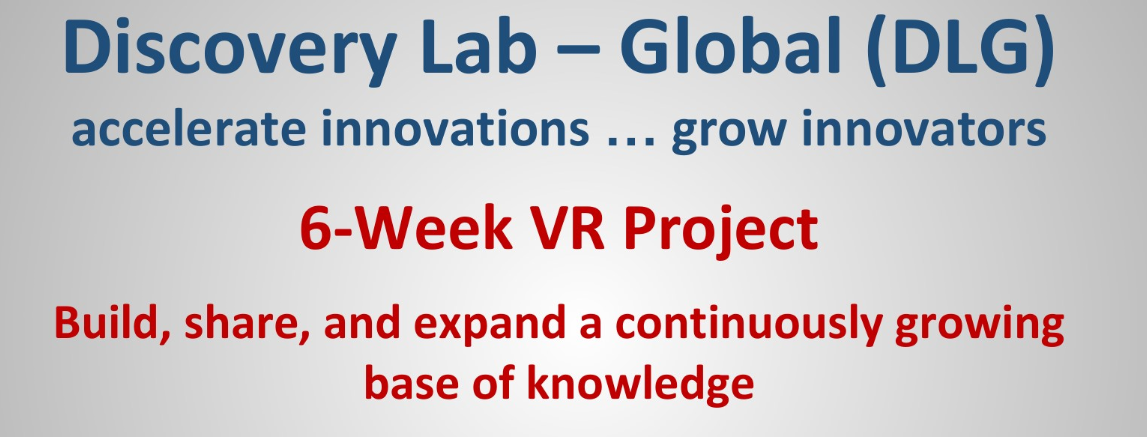 Discovery Lab – Global (DLG)
accelerate innovations … grow innovators
6-Week VR Project
Build, share, and expand a continuously growing
base of knowledge